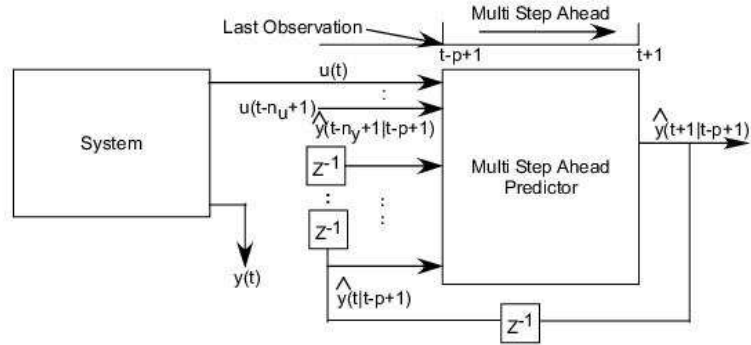 Last Observation
Multi Step Ahead
t-p+1
t+1
u(t)
:
u(t-nᵤ+1)
ŷ(t-n_y+1|t-p+1)
System
Z⁻¹
:
Z⁻¹
Multi Step Ahead
Predictor
ŷ(t+1|t-p+1)
y(t)
ŷ(t|t-p+1)
Z⁻¹